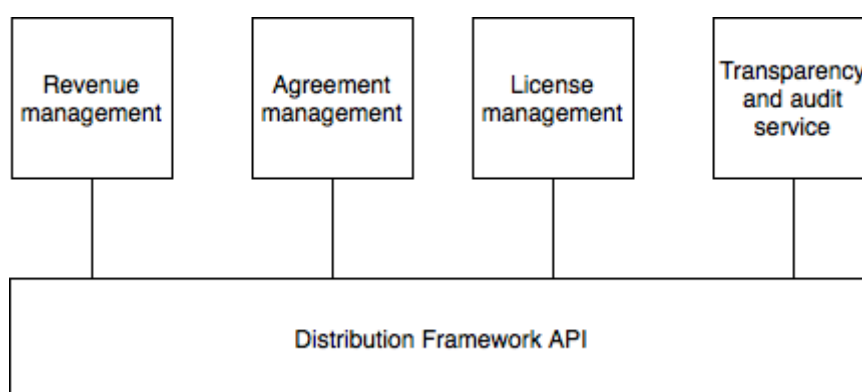 Revenue
management
Agreement
management
License
management
Transparency
and audit
service
Distribution Framework API